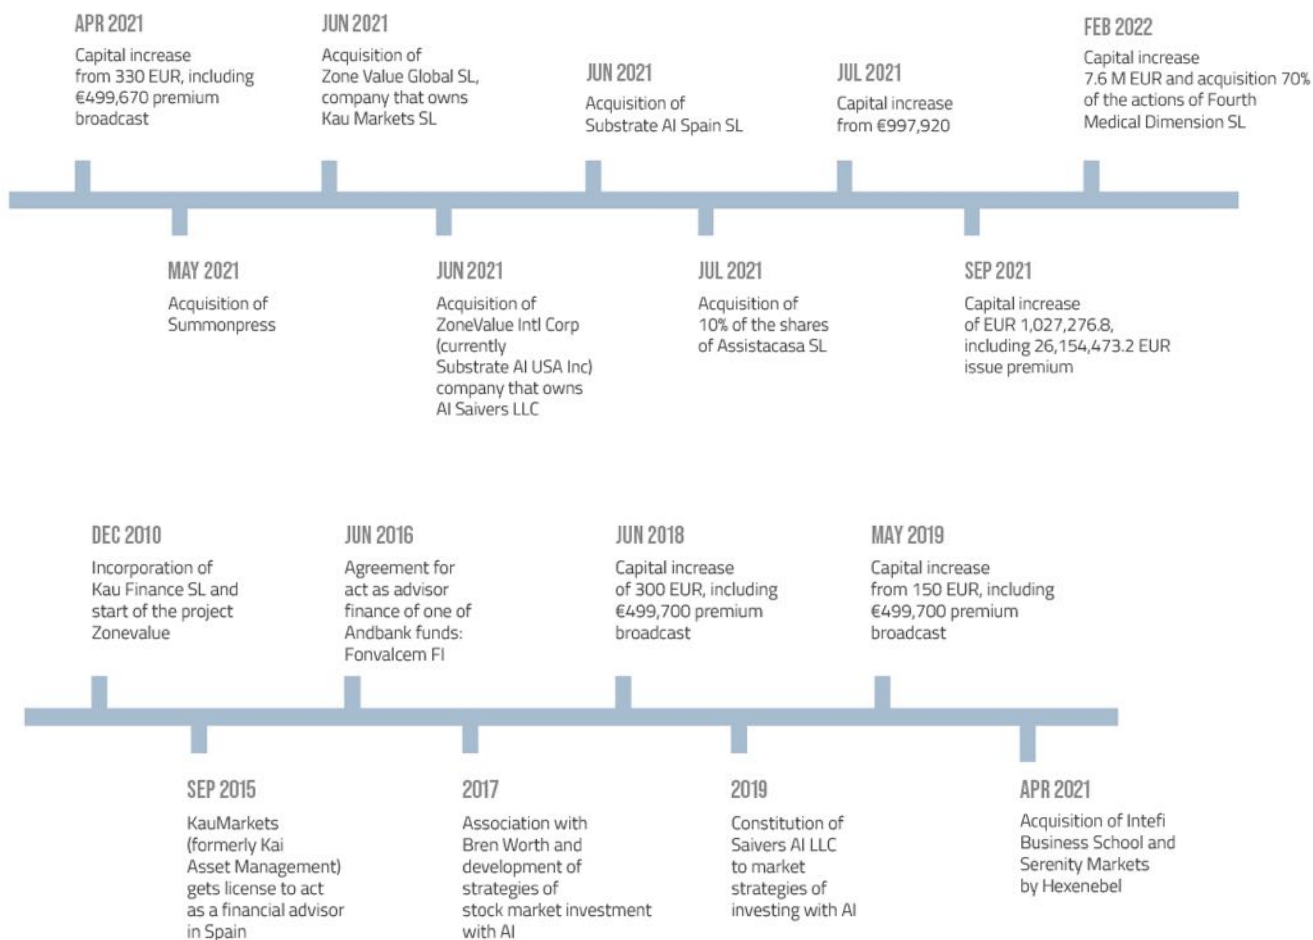 APR 2021
Capital increase
from 330 EUR, including
€499,670 premium
broadcast
MAY 2021
Acquisition of
Summonpress
JUN 2021
Acquisition of
Zone Value Global SL,
company that owns
Kau Markets SL
JUN 2021
Acquisition of
ZoneValue Intl Corp
(currently
Substrate AI USA Inc)
company that owns
AI Saivers LLC
JUN 2021
Acquisition of
Substrate AI Spain SL
JUL 2021
Acquisition of
10% of the shares
of Assistacasa SL
JUL 2021
Capital increase
from €997,920
SEP 2021
Capital increase
of EUR 1,027,276.8,
including 26,154,473.2 EUR
issue premium
FEB 2022
Capital increase
7.6 M EUR and acquisition 70%
of the actions of Fourth
Medical Dimension SL
DEC 2010
Incorporation of
Kau Finance SL and
start of the project
Zonevalue
SEP 2015
KauMarkets
(formerly Kai
Asset Management)
gets license to act
as a financial advisor
in Spain
JUN 2016
Agreement for
act as advisor
finance of one of
Andbank funds:
Fonvalcem FI
2017
Association with
Bren Worth and
development of
strategies of
stock market investment
with AI
JUN 2018
Capital increase
of 300 EUR, including
€499,700 premium
broadcast
2019
Constitution of
Saivers AI LLC
to market
strategies of
investing with AI
MAY 2019
Capital increase
from 150 EUR, including
€499,700 premium
broadcast
APR 2021
Acquisition of Intefi
Business School and
Serenity Markets
by Hexenebel